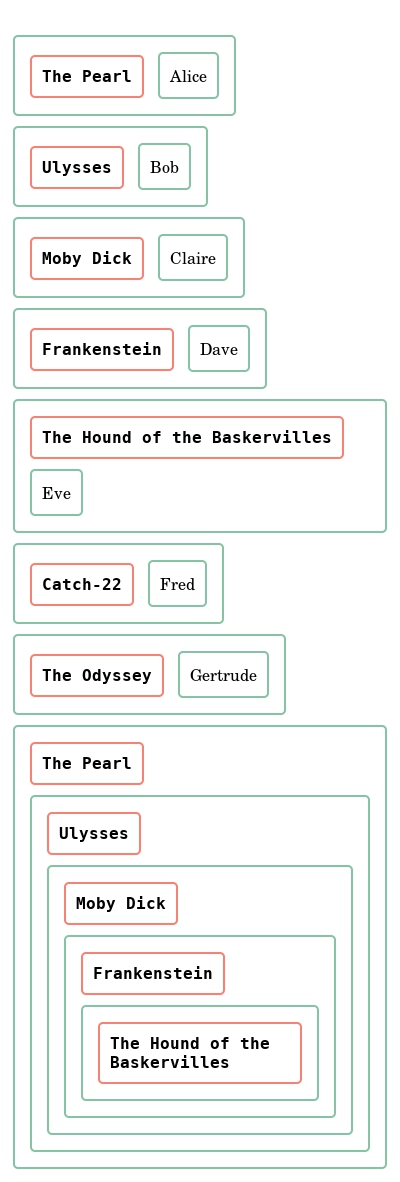 The Pearl Alice
Ulysses Bob
Moby Dick Claire
Frankenstein Dave
The Hound of the Baskervilles
Eve
Catch-22 Fred
The Odyssey Gertrude
The Pearl
Ulysses
Moby Dick
Frankenstein
The Hound of the
Baskervilles